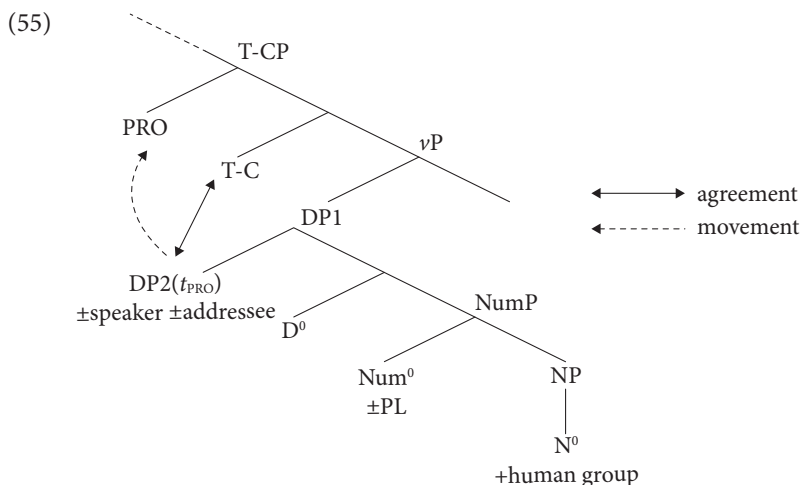 (55)
T-CP
PRO
vP
T-C
agreement
DP1
movement
DP2(tPRO)
±speaker ±addressee
NumP
D⁰
Num⁰
NP
±PL
N⁰
+human group